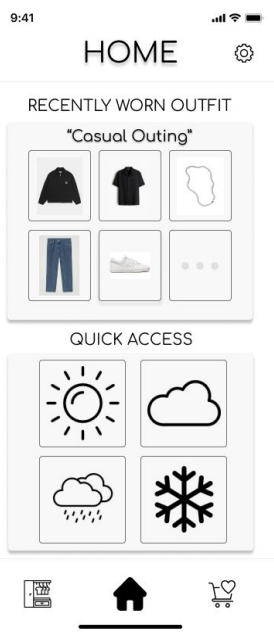 9:41
HOME
RECENTLY WORN OUTFIT
“Casual Outing”
QUICK ACCESS